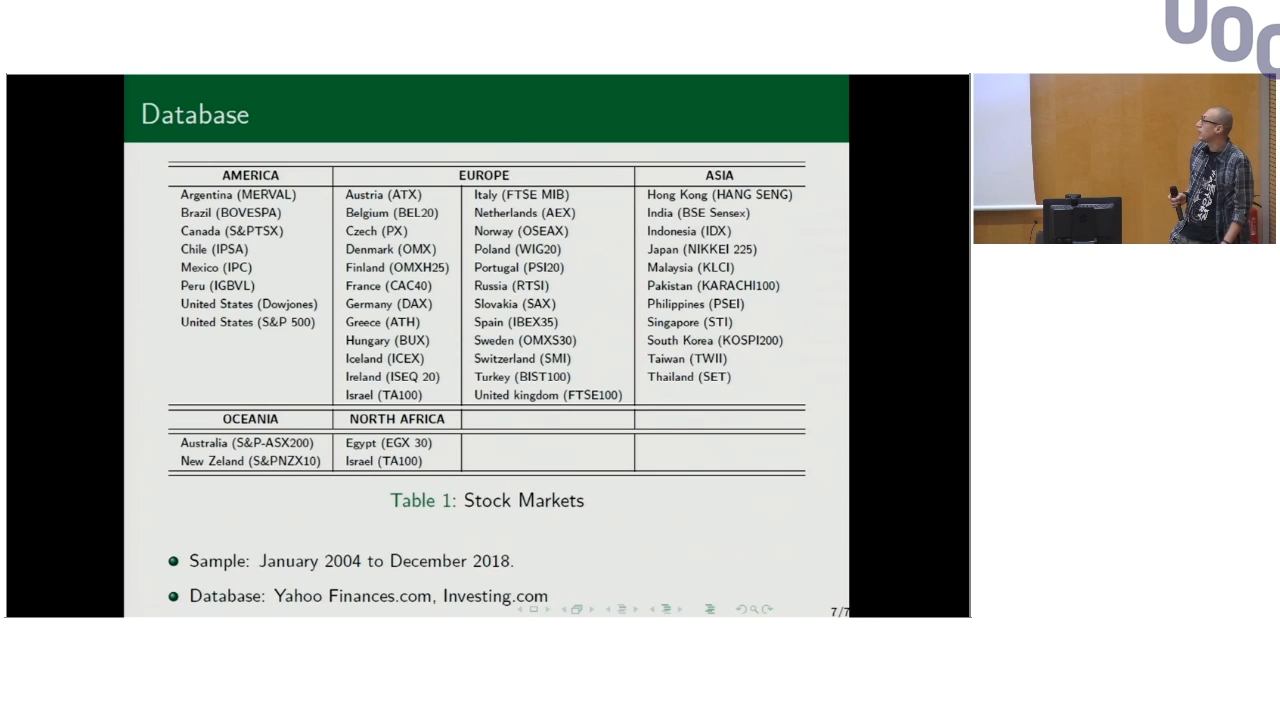 UOC
Database
AMERICA EUROPE ASIA
Argentina (MERVAL) Austria (ATX) Italy (FTSE MIB) Hong Kong (HANG SENG)
Brazil (BOVESPA) Belgium (BEL20) Netherlands (AEX) India (BSE Sensex)
Canada (S&PTSX) Czech (PX) Norway (OSEAX) Indonesia (IDX)
Chile (IPSA) Denmark (OMX) Poland (WIG20) Japan (NIKKEI 225)
Mexico (IPC) Finland (OMXH25) Portugal (PSI20) Malaysia (KLCI)
Peru (IGBVL) France (CAC40) Russia (RTSI) Pakistan (KARACHI100)
United States (Dowjones) Germany (DAX) Slovakia (SAX) Philippines (PSEI)
United States (S&P 500) Greece (ATH) Spain (IBEX35) Singapore (STI)
Hungary (BUX) Sweden (OMXS30) South Korea (KOSPI200)
Iceland (ICEX) Switzerland (SMI) Taiwan (TWII)
Ireland (ISEQ 20) Turkey (BIST100) Thailand (SET)
Israel (TA100) United kingdom (FTSE100)
OCEANIA NORTH AFRICA
Australia (S&P-ASX200) Egypt (EGX 30)
New Zeland (S&PNZX10) Israel (TA100)
Table 1: Stock Markets
Sample: January 2004 to December 2018.
Database: Yahoo Finances.com, Investing.com
7/7